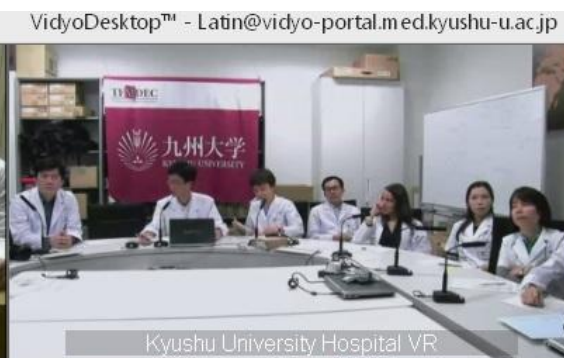 VidyoDesktop™ - Latin@vidyo-portal.med.kyushu-u.ac.jp
九州大学
KYUSHU UNIVERSITY
Kyushu University Hospital VR